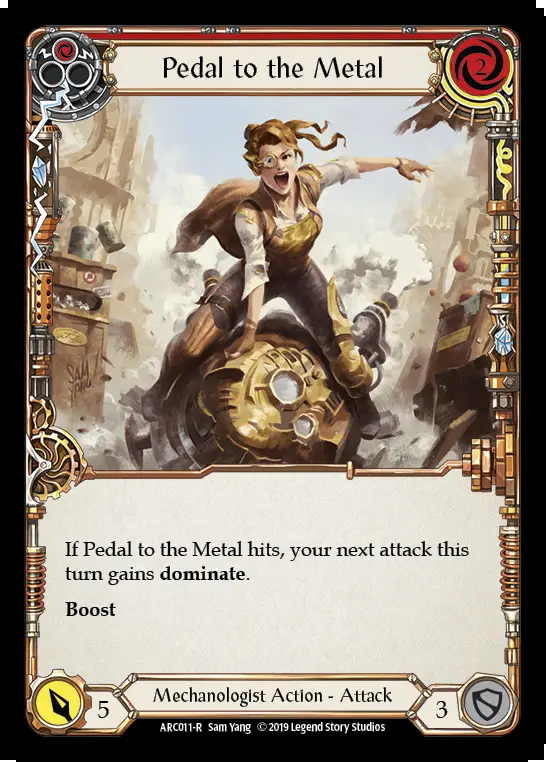 Pedal to the Metal
2
If Pedal to the Metal hits, your next attack this
turn gains dominate.
Boost
5
Mechanologist Action - Attack
3
ARC011-R Sam Yang © 2019 Legend Story Studios